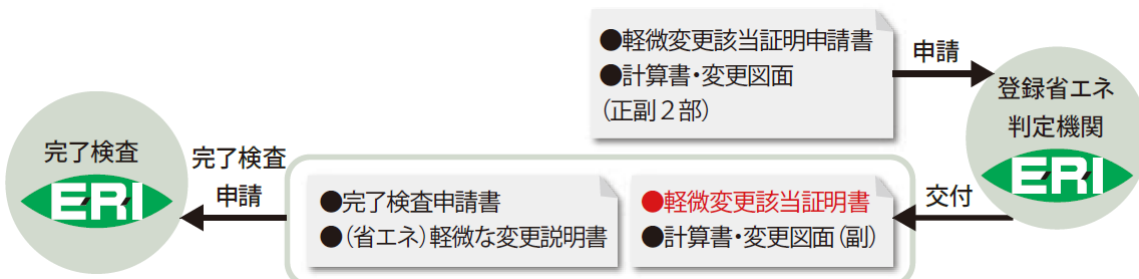 ●軽微変更該当証明申請書
●計算書・変更図面
(正副2部)
申請
登録省エネ
判定機関
ERI
完了検査
ERI
完了検査
申請
●完了検査申請書
●(省エネ)軽微な変更説明書
●軽微変更該当証明書
●計算書・変更図面(副)
交付